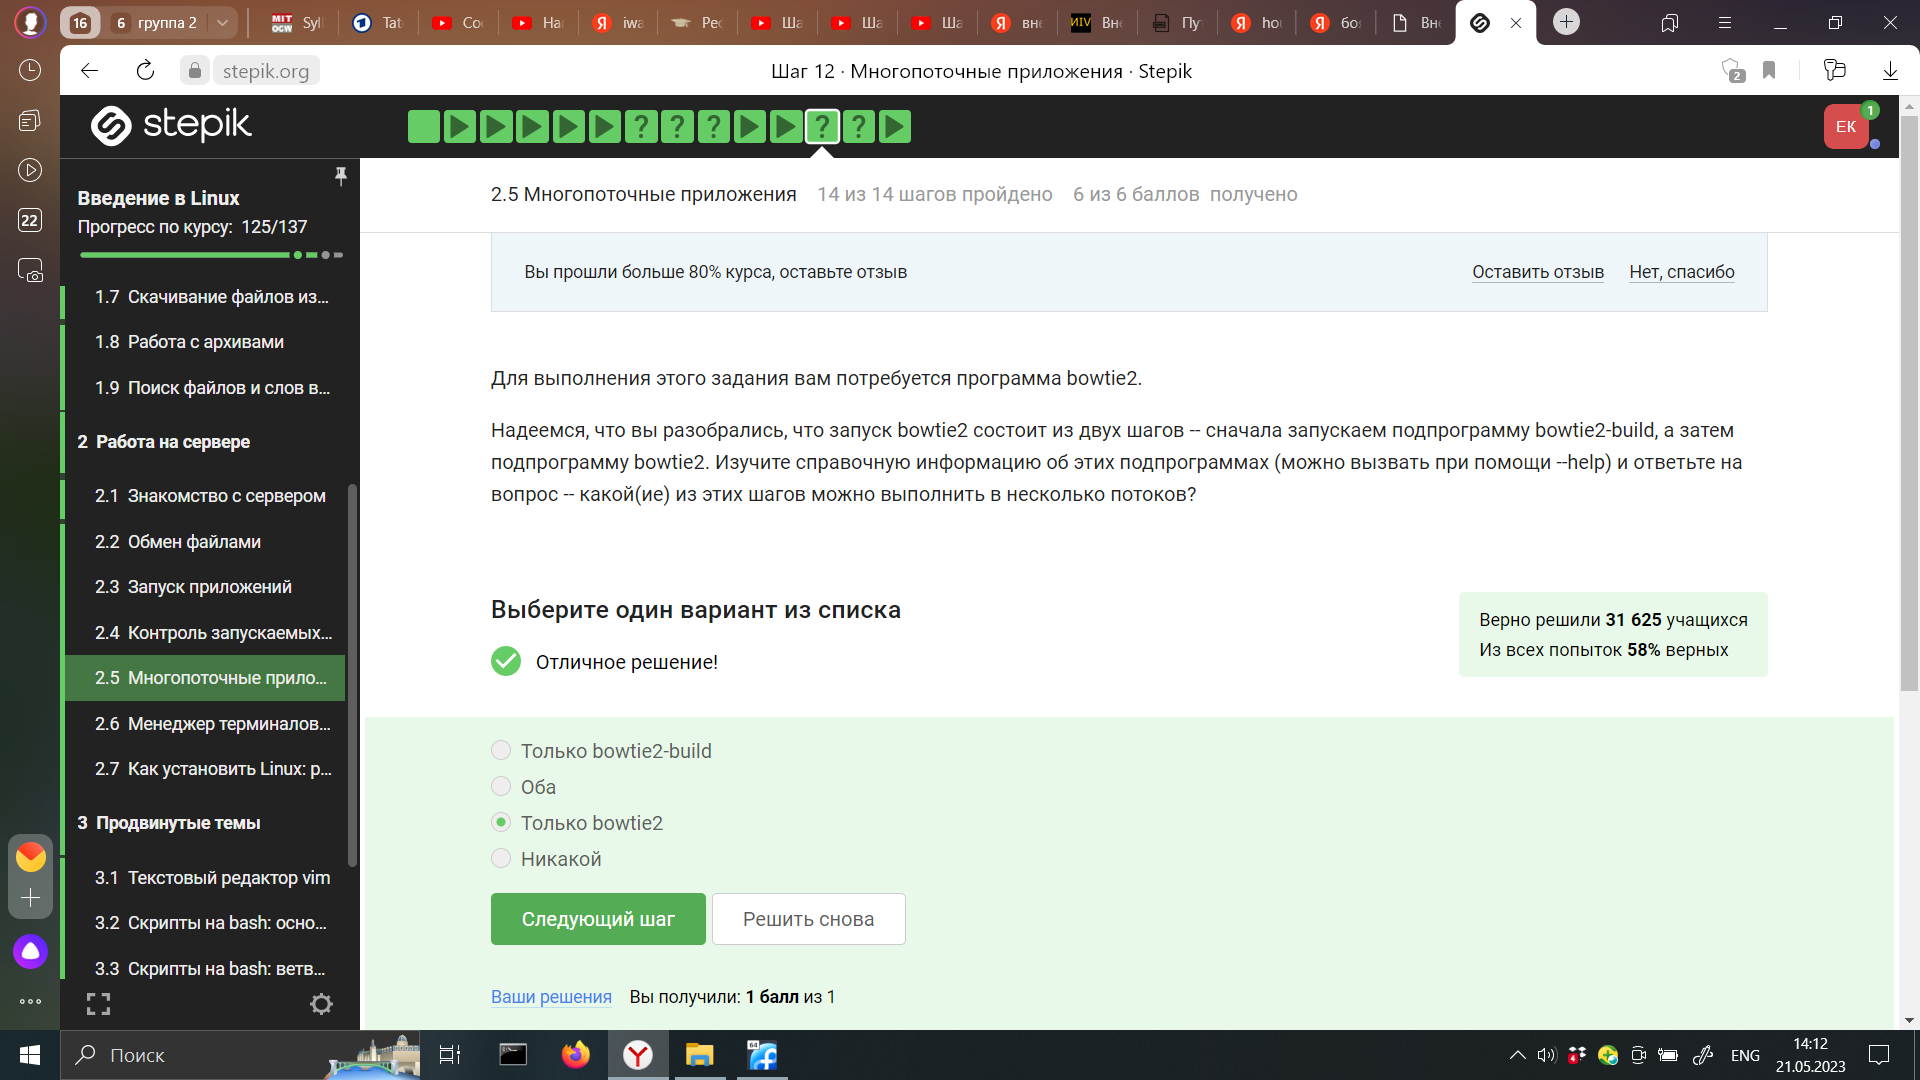 16
6 группа 2
MIT OCW Syll
Tat
Co
На
iwa
Рес
Ша
Ша
Ша
вне
ИIV Вне
Пу
hou
боя
Вне
stepik.org
Шаг 12 · Многопоточные приложения · Stepik
2
stepik
? ? ? ? ?
ЕК
1
22
Введение в Linux
Прогресс по курсу: 125/137
1.7 Скачивание файлов из...
1.8 Работа с архивами
1.9 Поиск файлов и слов в...
2 Работа на сервере
2.1 Знакомство с сервером
2.2 Обмен файлами
2.3 Запуск приложений
2.4 Контроль запускаемых...
2.5 Многопоточные прило...
2.6 Менеджер терминалов...
2.7 Как установить Linux: р...
3 Продвинутые темы
3.1 Текстовый редактор vim
3.2 Скрипты на bash: осно...
3.3 Скрипты на bash: ветв...
2.5 Многопоточные приложения 14 из 14 шагов пройдено 6 из 6 баллов получено
Вы прошли больше 80% курса, оставьте отзыв
Оставить отзыв Нет, спасибо
Для выполнения этого задания вам потребуется программа bowtie2.
Надеемся, что вы разобрались, что запуск bowtie2 состоит из двух шагов -- сначала запускаем подпрограмму bowtie2-build, а затем
подпрограмму bowtie2. Изучите справочную информацию об этих подпрограммах (можно вызвать при помощи --help) и ответьте на
вопрос -- какой(ие) из этих шагов можно выполнить в несколько потоков?
Выберите один вариант из списка
Отличное решение!
Верно решили 31 625 учащихся
Из всех попыток 58% верных
Только bowtie2-build
Оба
Только bowtie2
Никакой
Следующий шаг
Решить снова
Ваши решения Вы получили: 1 балл из 1
Поиск
64
4
ENG
14:12
21.05.2023